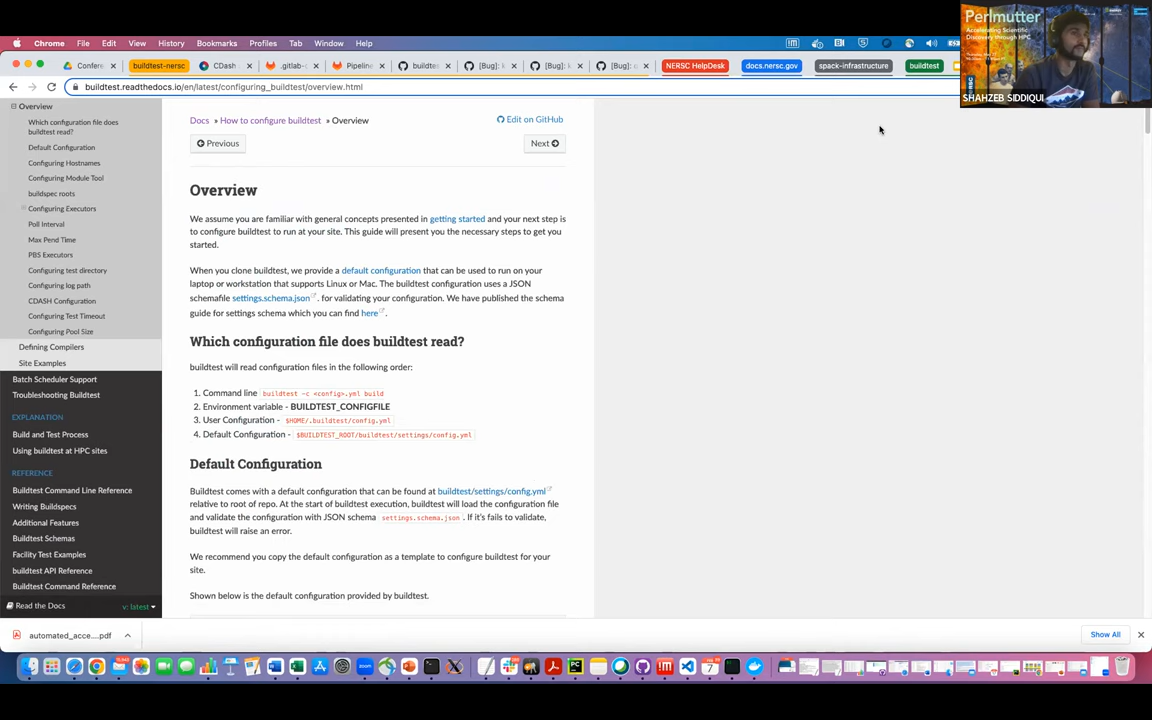 Chrome File Edit View History Bookmarks Profiles Tab Window Help
Perlmutter
Accelerating Scientific
Discovery through HPC
SHAHZEB SIDDIQUI
Conferen buildtest-nersc CDash .gitlab- Pipeline buildtes [Bug]: [Bug]: [Bug]: NERSC HelpDesk docs.nersc.gov spack-infrastructure buildtest
buildtest.readthedocs.io/en/latest/configuring_buildtest/overview.html
Overview
Which configuration file does
buildtest read?
Default Configuration
Configuring Hostnames
Configuring Module Tool
buildspec roots
Configuring Executors
Poll Interval
Max Pend Time
PBS Executors
Configuring test directory
Configuring log path
CDASH Configuration
Configuring Test Timeout
Configuring Pool Size
Defining Compilers
Site Examples
Batch Scheduler Support
Troubleshooting Buildtest
EXPLANATION
Build and Test Process
Using buildtest at HPC sites
REFERENCE
Buildtest Command Line Reference
Writing Buildspecs
Additional Features
Buildtest Schemas
Facility Test Examples
buildtest API Reference
Buildtest Command Reference
Read the Docs v: latest
Docs » How to configure buildtest » Overview
Edit on GitHub
Previous
Next
Overview
We assume you are familiar with general concepts presented in getting started and your next step is
to configure buildtest to run at your site. This guide will present you the necessary steps to get you
started.
When you clone buildtest, we provide a default configuration that can be used to run on your
laptop or workstation that supports Linux or Mac. The buildtest configuration uses a JSON
schemafile settings.schema.json . for validating your configuration. We have published the schema
guide for settings schema which you can find here .
Which configuration file does buildtest read?
buildtest will read configuration files in the following order:
1. Command line buildtest -c <config>.yml build
2. Environment variable - BUILDTEST_CONFIGFILE
3. User Configuration - $HOME/.buildtest/config.yml
4. Default Configuration - $BUILDTEST_ROOT/buildtest/settings/config.yml
Default Configuration
Buildtest comes with a default configuration that can be found at buildtest/settings/config.yml
relative to root of repo. At the start of buildtest execution, buildtest will load the configuration file
and validate the configuration with JSON schema settings.schema.json . If it's fails to validate,
buildtest will raise an error.
We recommend you copy the default configuration as a template to configure buildtest for your
site.
Shown below is the default configuration provided by buildtest.
automated_acce....pdf
Show All